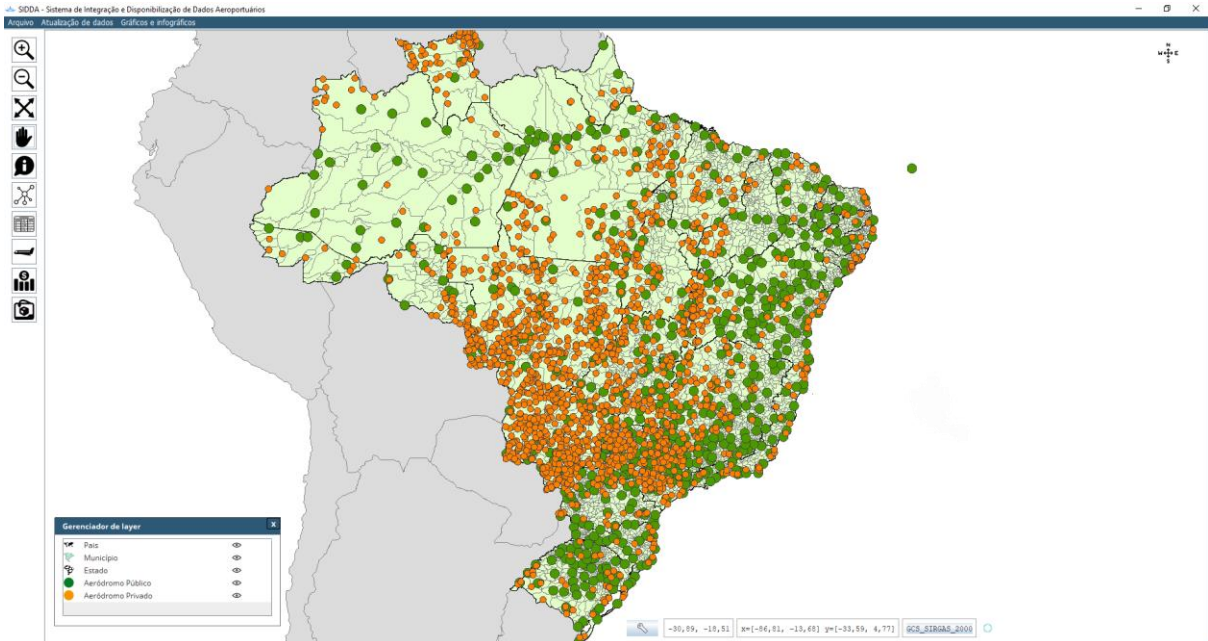 SIDDA - Sistema de Integração e Disponibilização de Dados Aeroportuários
Arquivo Atualização de dados Gráficos e infográficos
N
W E
S
Gerenciador de layer X
País
Município
Estado
Aeródromo Público
Aeródromo Privado
-30,89, -18,51 x=[-86,81, -13,68] y=[-33,59, 4,77] GCS_SIRGAS_2000